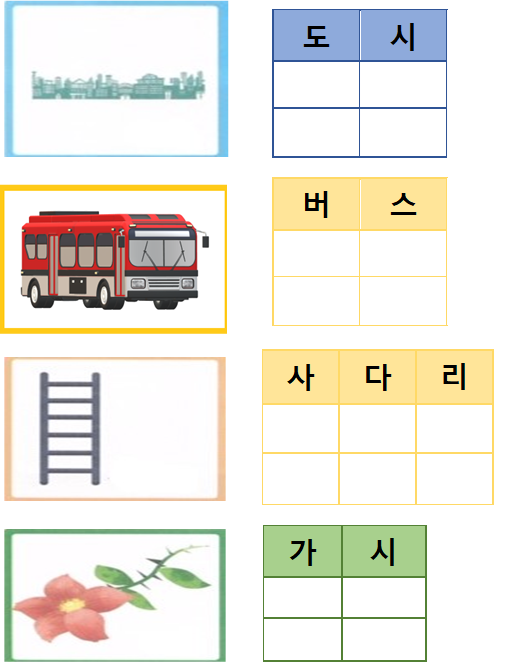 도 시
버 스
사 다 리
가 시